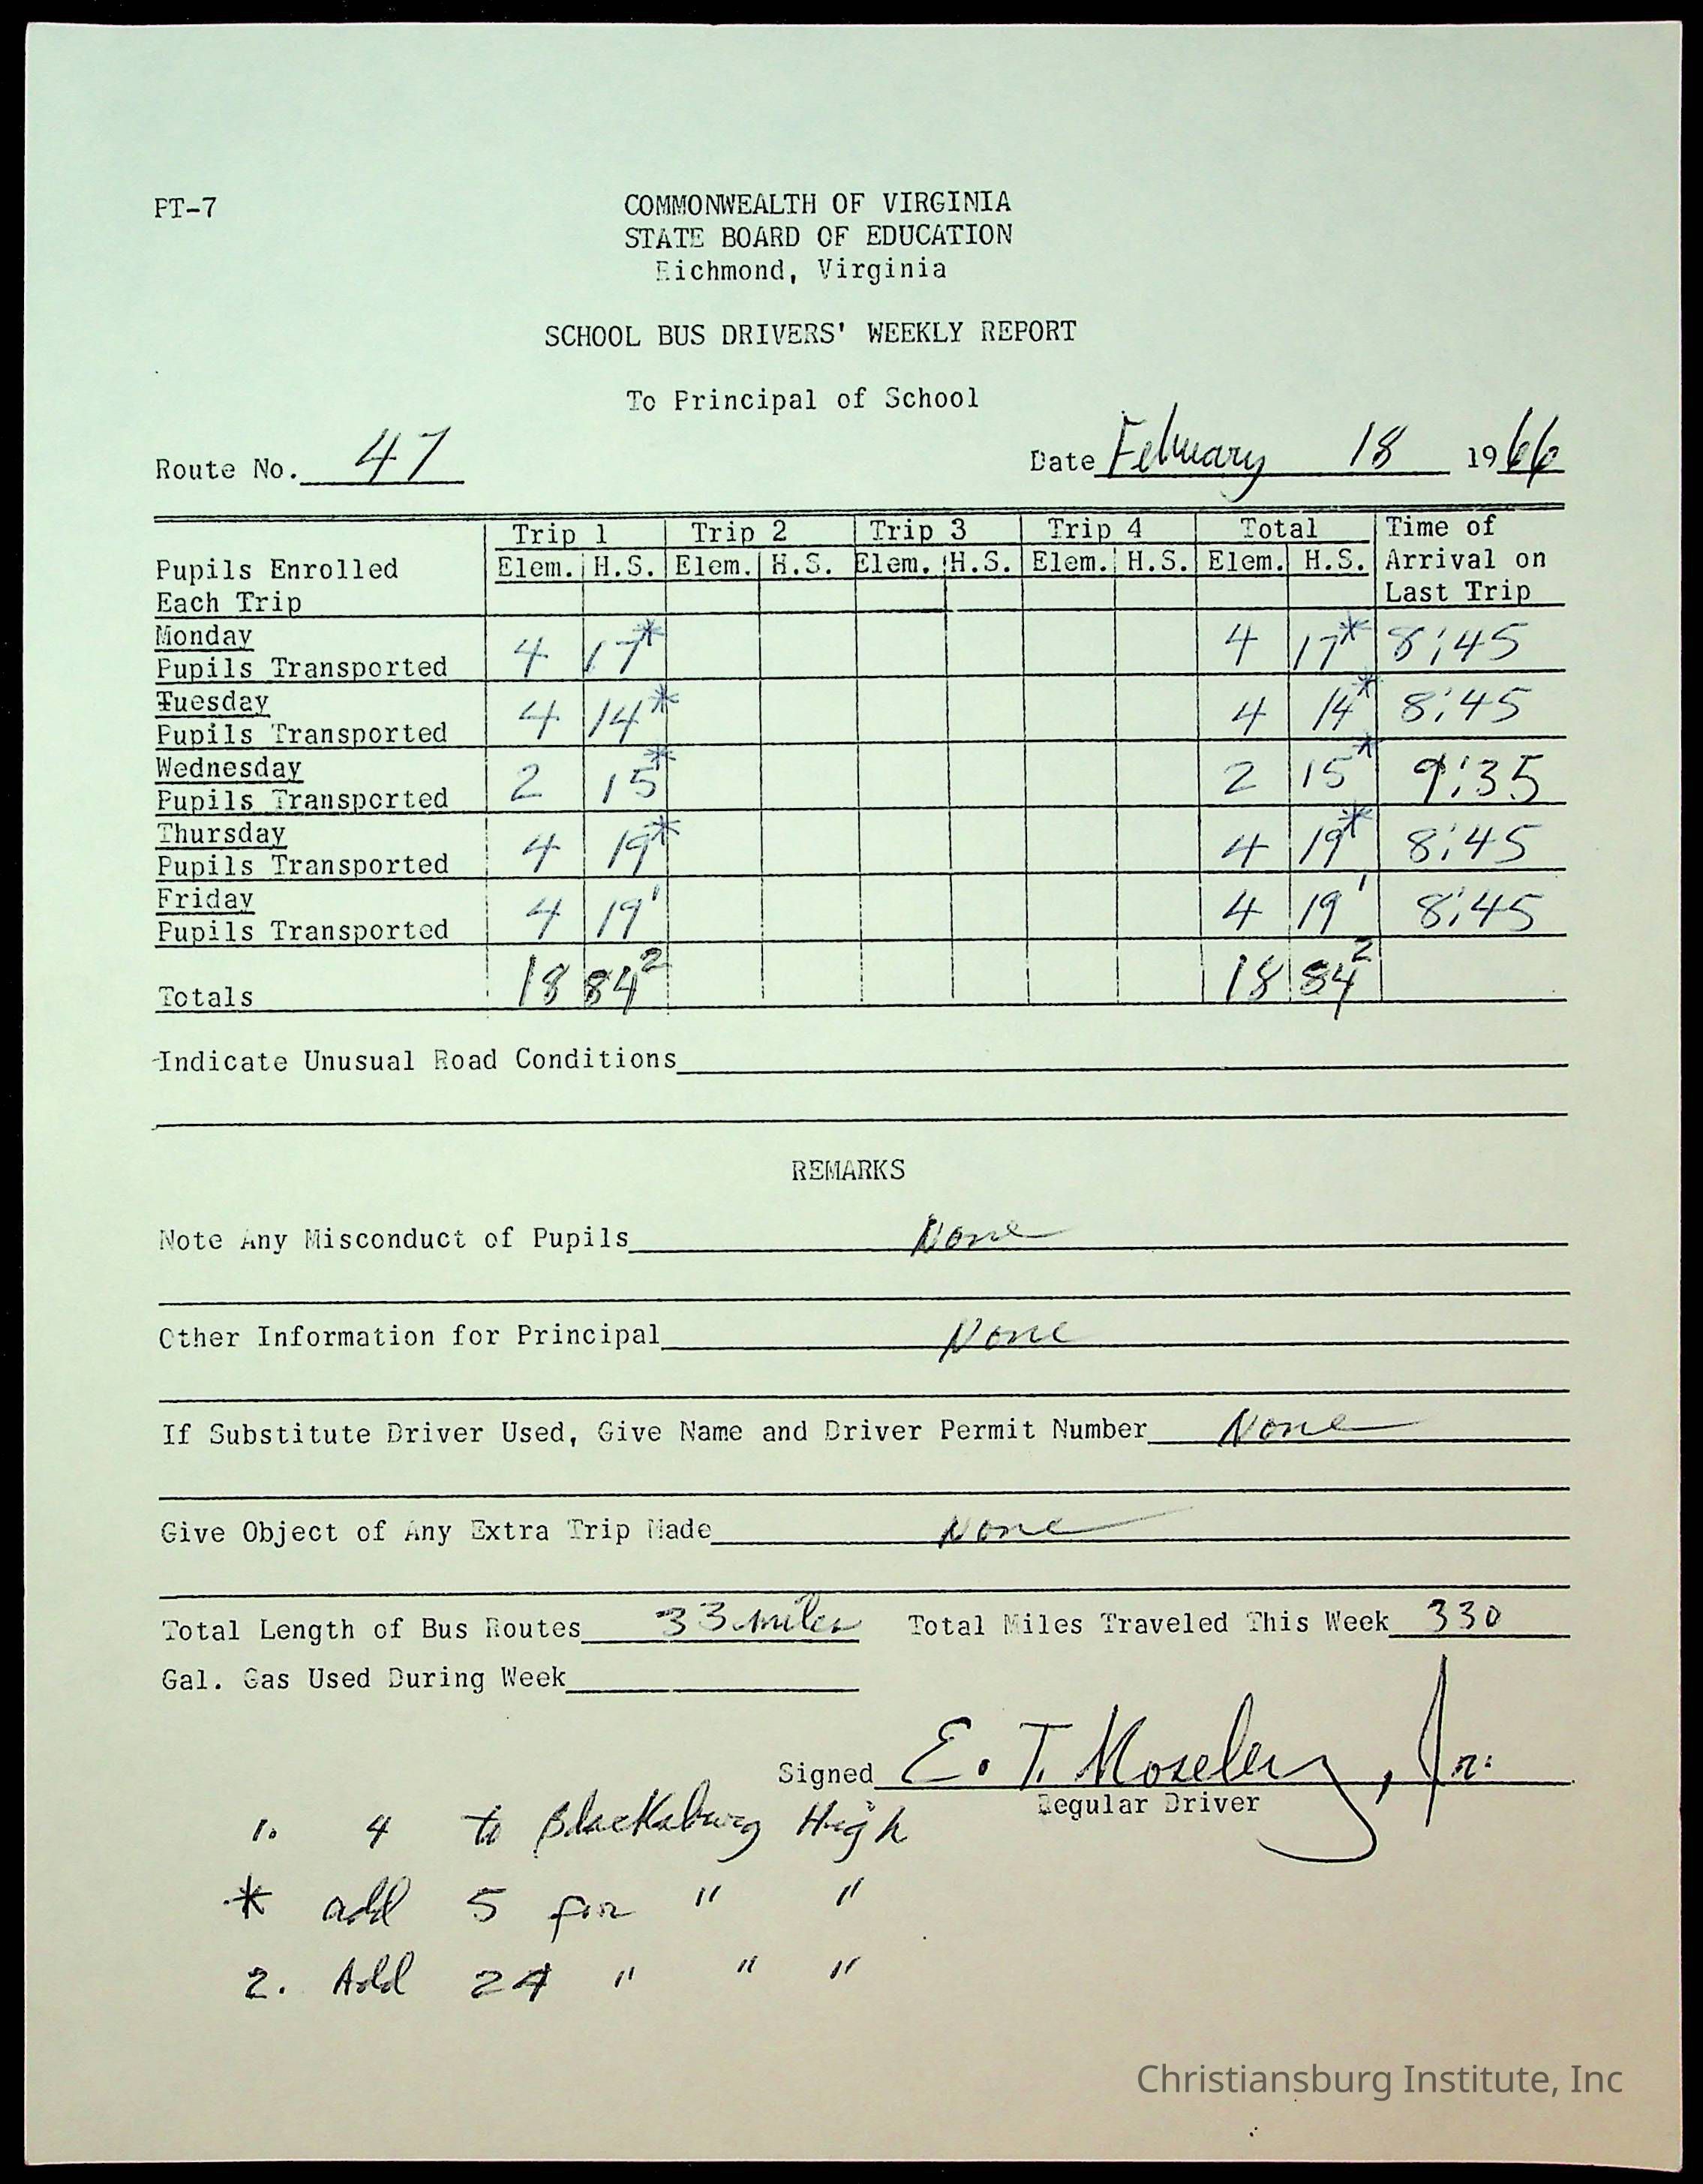 PT-7
COMMONWEALTH OF VIRGINIA
STATE BOARD OF EDUCATION
Richmond, Virginia
SCHOOL BUS DRIVERS' WEEKLY REPORT
To Principal of School
Route No. 47 Date February 18 1966
Trip 1 Trip 2 Trip 3 Trip 4 Total Time of
Pupils Enrolled Elem. H.S. Elem. H.S. Elem. H.S. Elem. H.S. Elem. H.S. Arrival on
Each Trip Last Trip
Monday
Pupils Transported 4 17* 4 17* 8:45
Tuesday
Pupils Transported 4 14* 4 14* 8:45
Wednesday
Pupils Transported 2 15* 2 15* 9:35
Thursday
Pupils Transported 4 19* 4 19* 8:45
Friday
Pupils Transported 4 19¹ 4 19¹ 8:45
Totals 18 84² 18 84²
Indicate Unusual Road Conditions
REMARKS
Note Any Misconduct of Pupils None
Other Information for Principal None
If Substitute Driver Used, Give Name and Driver Permit Number None
Give Object of Any Extra Trip Made None
Total Length of Bus Routes 33 miles Total Miles Traveled This Week 330
Gal. Gas Used During Week
Signed E. T. Moseley, Jr.
Regular Driver
1. 4 to Blacksburg High
* add 5 for " "
2. Add 24 " " "
Christiansburg Institute, Inc